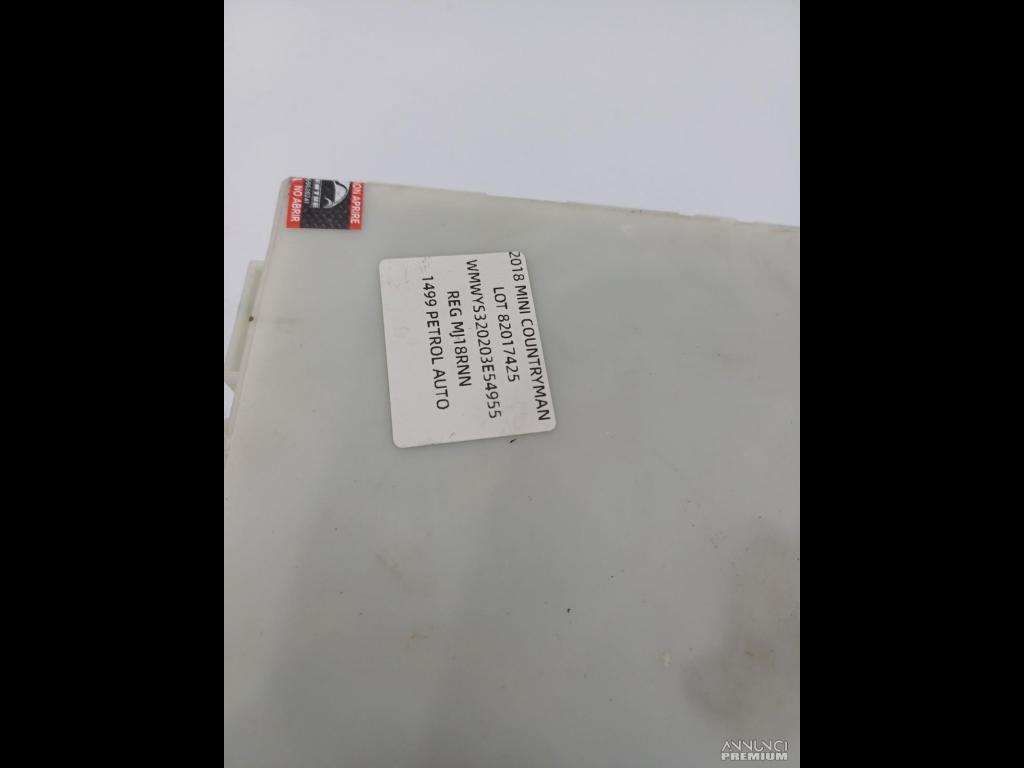 ON APRIRE
NO ABRIR
2018 MINI COUNTRYMAN
LOT 82017425
WMWYS320203E54955
REG MJ18RNN
1499 PETROL AUTO
ANNUNCI
PREMIUM